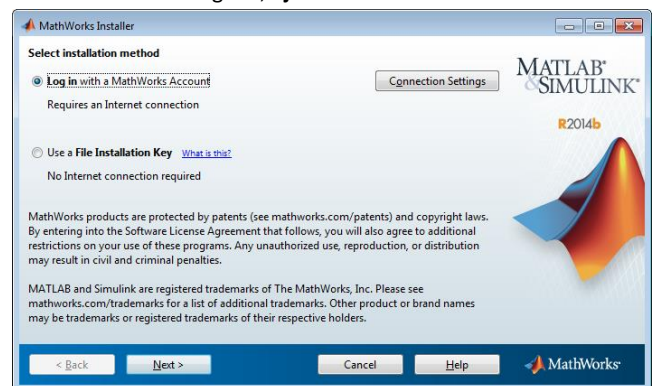 MathWorks Installer
Select installation method
Log in with a MathWorks Account
Connection Settings
Requires an Internet connection
MATLAB®
&SIMULINK®
R2014b
Use a File Installation Key What is this?
No Internet connection required
MathWorks products are protected by patents (see mathworks.com/patents) and copyright laws.
By entering into the Software License Agreement that follows, you will also agree to additional
restrictions on your use of these programs. Any unauthorized use, reproduction, or distribution
may result in civil and criminal penalties.
MATLAB and Simulink are registered trademarks of The MathWorks, Inc. Please see
mathworks.com/trademarks for a list of additional trademarks. Other product or brand names
may be trademarks or registered trademarks of their respective holders.
< Back Next > Cancel Help MathWorks®